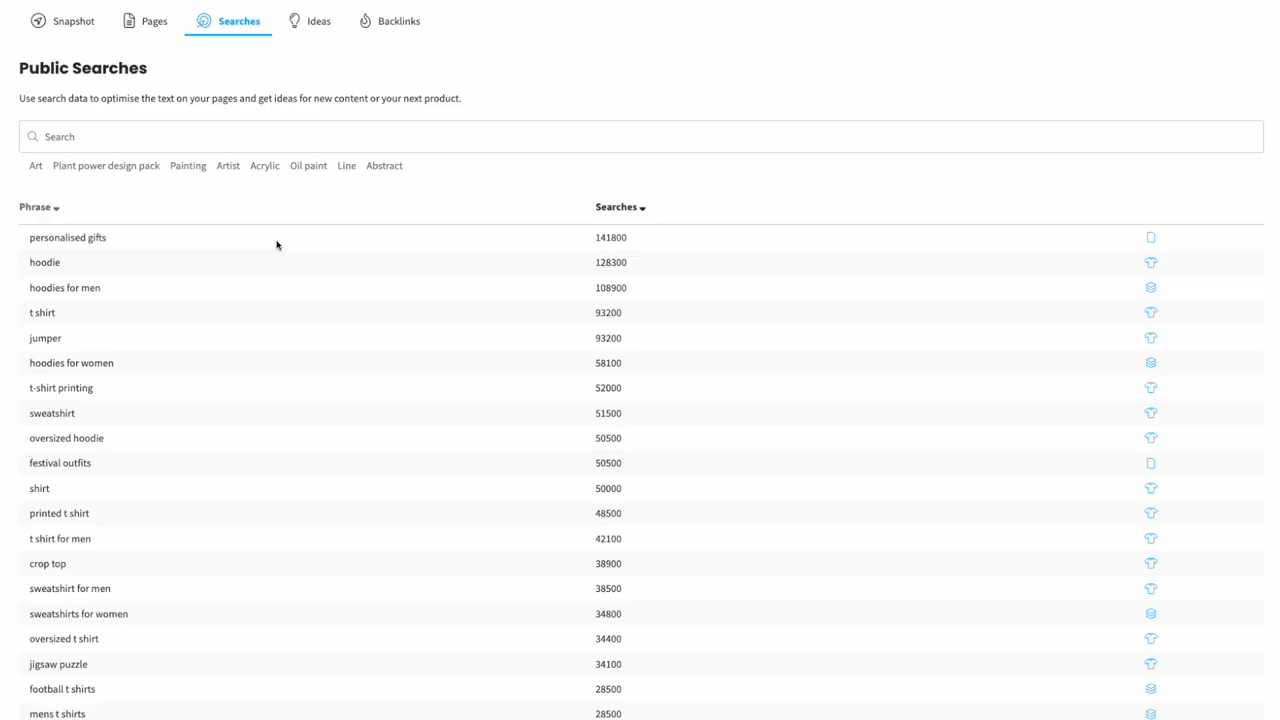 Snapshot Pages Searches Ideas Backlinks
Public Searches
Use search data to optimise the text on your pages and get ideas for new content or your next product.
Search
Art Plant power design pack Painting Artist Acrylic Oil paint Line Abstract
Phrase Searches
personalised gifts 141800
hoodie 128300
hoodies for men 108900
t shirt 93200
jumper 93200
hoodies for women 58100
t-shirt printing 52000
sweatshirt 51500
oversized hoodie 50500
festival outfits 50500
shirt 50000
printed t shirt 48500
t shirt for men 42100
crop top 38900
sweatshirt for men 38500
sweatshirts for women 34800
oversized t shirt 34400
jigsaw puzzle 34100
football t shirts 28500
mens t shirts 28500